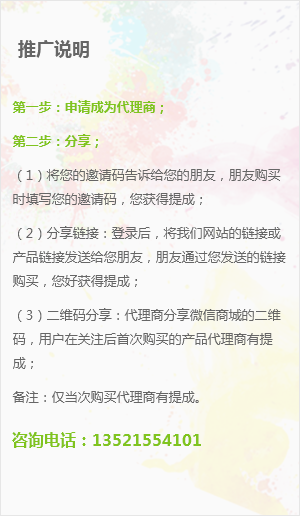 推广说明
第一步：申请成为代理商；
第二步：分享；
（1）将您的邀请码告诉给您的朋友，朋友购买
时填写您的邀请码，您获得提成；
（2）分享链接：登录后，将我们网站的链接或
产品链接发送给您朋友，朋友通过您发送的链接
购买，您好获得提成；
（3）二维码分享：代理商分享微信商城的二维
码，用户在关注后首次购买的产品代理商有提
成；
备注：仅当次购买代理商有提成。
咨询电话：13521554101